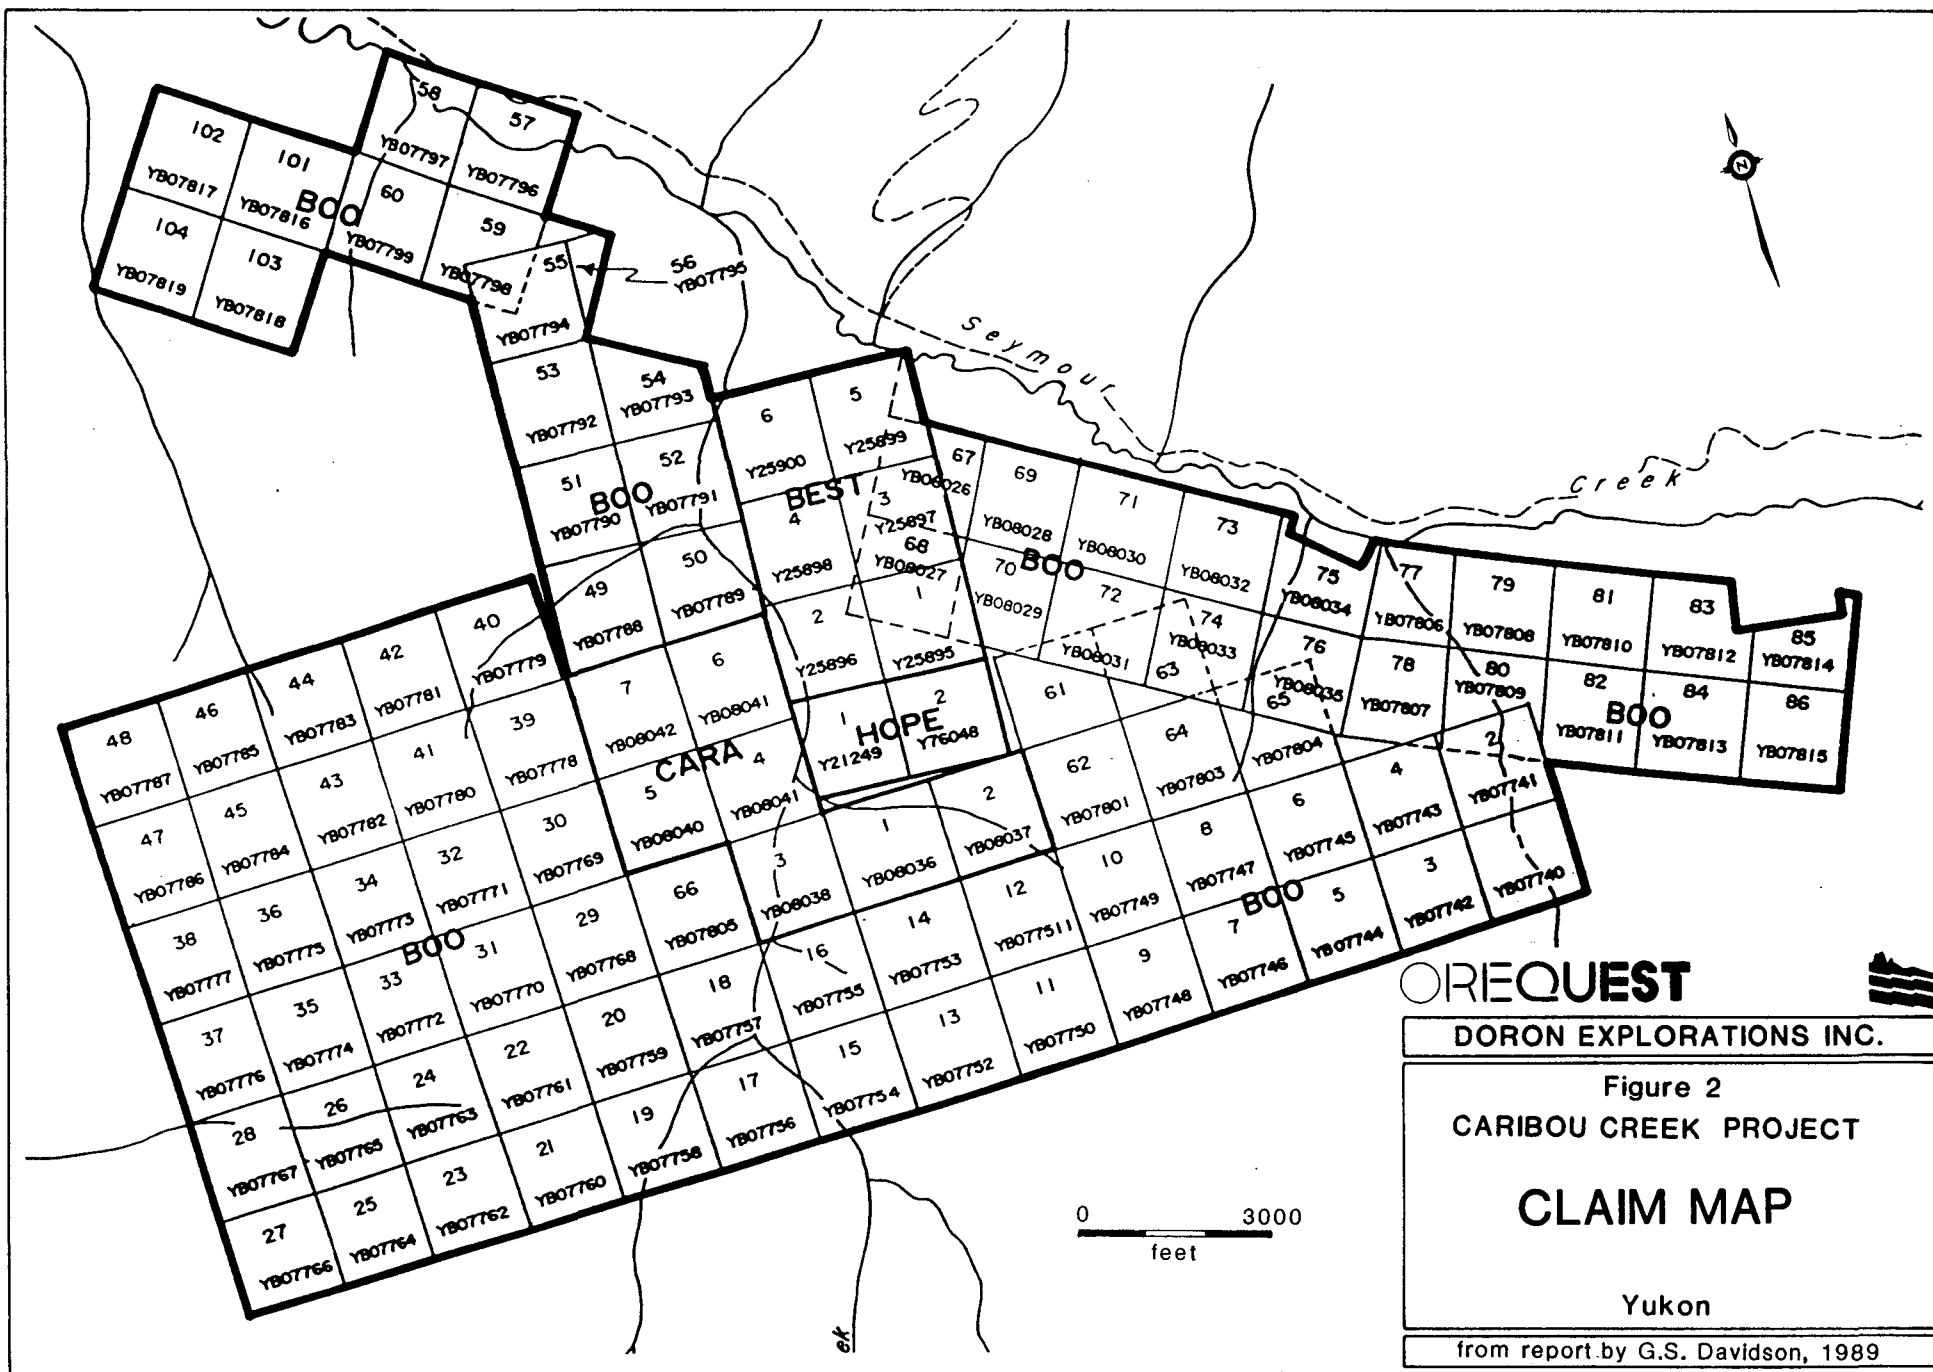 58
57
YB07797
YB07796
102
101
YB07817
YB07816
BOO
60
59
YB07799
YB07798
104
103
YB07819
YB07818
55
56
YB07795
YB07794
53
54
YB07793
YB07792
51
52
YB07791
YB07790
BOO
49
50
YB07789
YB07788
Seymour
Creek
6
5
Y25900
Y25899
BEST
4
3
Y25898
Y25897
2
1
Y25896
Y25895
67
YB08026
68
YB08027
69
YB08028
70
YB08029
BOO
71
YB08030
72
YB08031
73
YB08032
74
YB08033
75
YB08034
76
YB08035
77
YB07806
78
YB07807
79
YB07808
80
YB07809
81
YB07810
82
YB07811
83
YB07812
84
YB07813
85
YB07814
86
YB07815
BOO
48
YB07787
46
YB07785
44
YB07783
42
YB07781
40
YB07779
47
YB07786
45
YB07784
43
YB07782
41
YB07780
39
YB07778
38
YB07777
36
YB07775
34
YB07773
32
YB07771
30
YB07769
BOO
37
YB07776
35
YB07774
33
YB07772
31
YB07770
29
YB07768
66
YB07805
7
YB08042
6
YB08041
CARA
5
YB08040
4
YB08041
3
YB08038
1
YB08036
2
YB08037
HOPE
1
Y21249
2
Y76048
61
62
YB07801
63
64
YB07803
65
YB07804
28
YB07767
26
YB07765
24
YB07763
22
YB07761
20
YB07759
18
YB07757
16
YB07755
14
YB07753
12
YB077511
10
YB07749
8
YB07747
6
YB07745
4
YB07743
2
YB07741
27
YB07766
25
YB07764
23
YB07762
21
YB07760
19
YB07758
17
YB07756
15
YB07754
13
YB07752
11
YB07750
9
YB07748
7
YB07746
BOO
5
YB07744
3
YB07742
YB07740
N
0 3000
feet
ek
OREQUEST
DORON EXPLORATIONS INC.
Figure 2
CARIBOU CREEK PROJECT
CLAIM MAP
Yukon
from report by G.S. Davidson, 1989